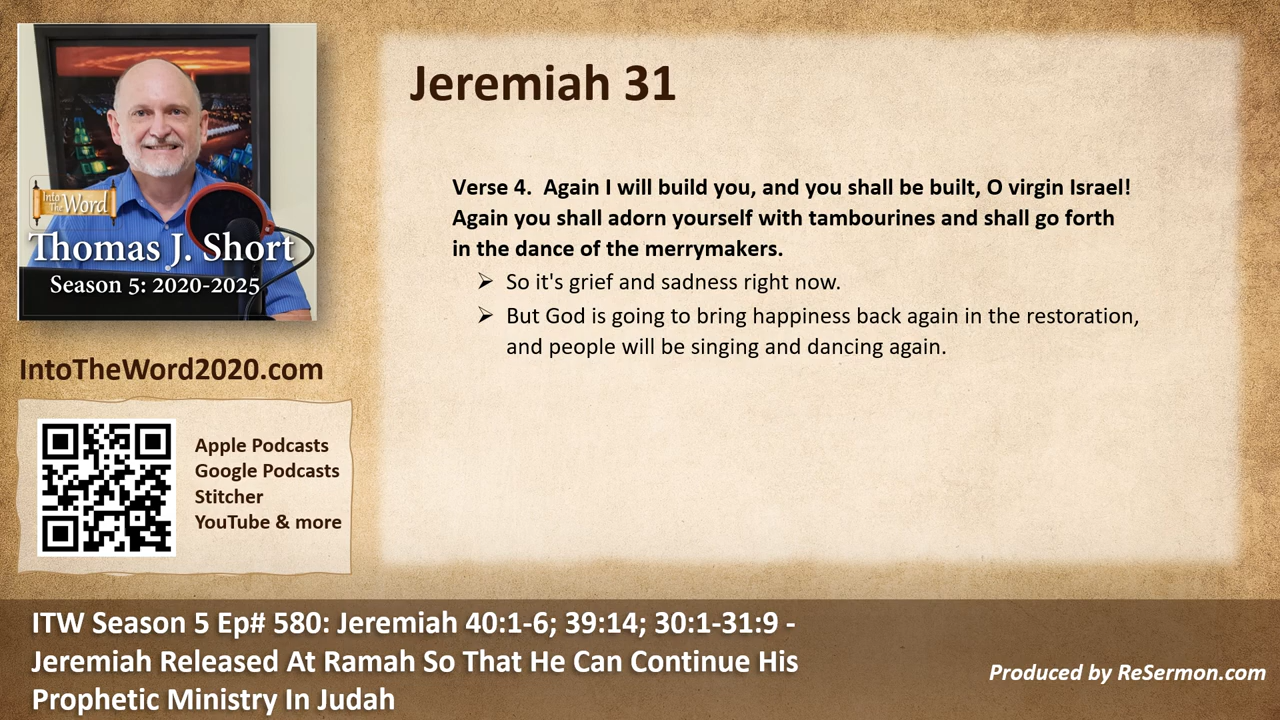 Into
The Word
Thomas J. Short
Season 5: 2020-2025
IntoTheWord2020.com
Apple Podcasts
Google Podcasts
Stitcher
YouTube & more
Jeremiah 31
Verse 4.  Again I will build you, and you shall be built, O virgin Israel!
Again you shall adorn yourself with tambourines and shall go forth
in the dance of the merrymakers.
➢ So it's grief and sadness right now.
➢ But God is going to bring happiness back again in the restoration,
and people will be singing and dancing again.
ITW Season 5 Ep# 580: Jeremiah 40:1-6; 39:14; 30:1-31:9 -
Jeremiah Released At Ramah So That He Can Continue His
Prophetic Ministry In Judah
Produced by ReSermon.com